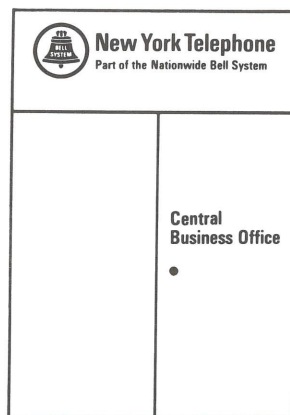 BELL
SYSTEM
New York Telephone
Part of the Nationwide Bell System
Central
Business Office